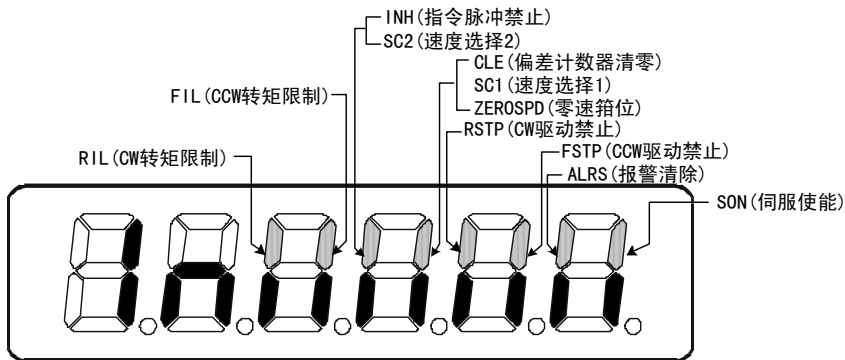 INH(指令脉冲禁止)
SC2(速度选择2)
CLE(偏差计数器清零)
SC1(速度选择1)
FIL(CCW转矩限制)
ZEROSPD(零速箝位)
RSTP(CW驱动禁止)
RIL(CW转矩限制)
FSTP(CCW驱动禁止)
ALRS(报警清除)
SON(伺服使能)